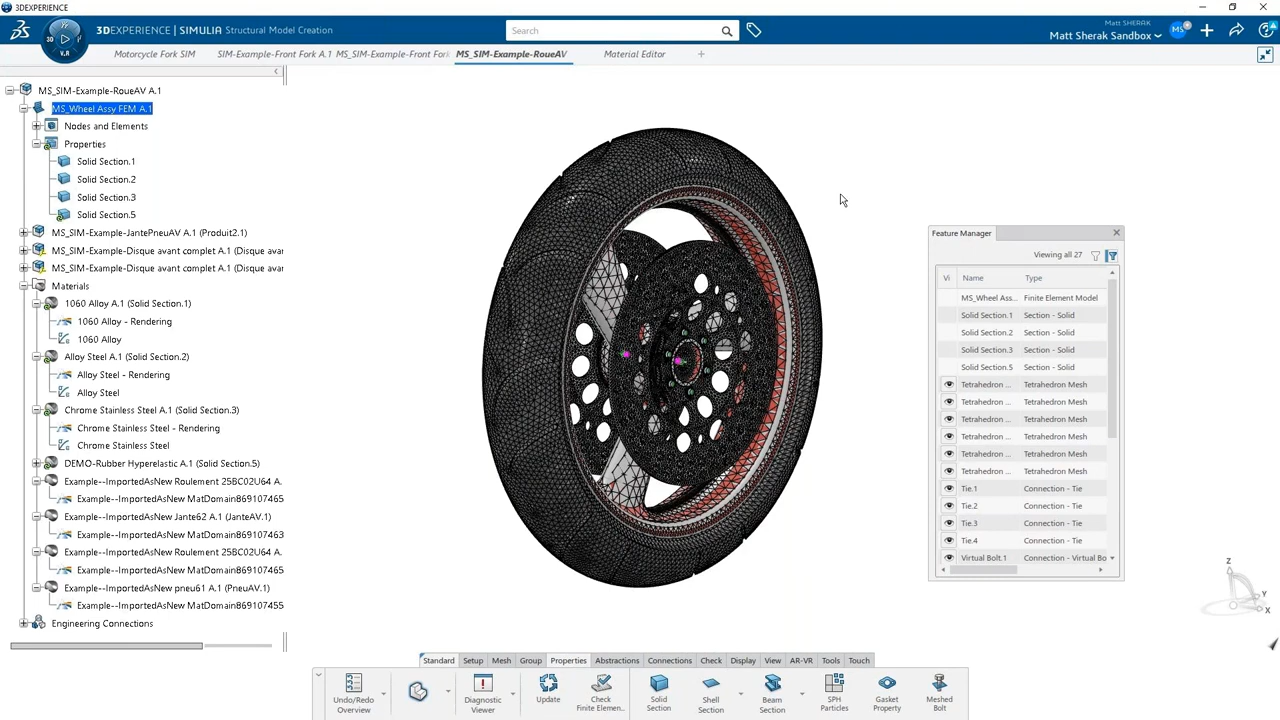 3DEXPERIENCE
3DEXPERIENCE | SIMULIA Structural Model Creation
3D
V.R
Search
Matt SHERAK
Matt Sherak Sandbox
MS
Motorcycle Fork SIM
SIM-Example-Front Fork A.1
MS_SIM-Example-Front Fork
MS_SIM-Example-RoueAV
Material Editor
+
MS_SIM-Example-RoueAV A.1
MS_Wheel Assy FEM A.1
Nodes and Elements
Properties
Solid Section.1
Solid Section.2
Solid Section.3
Solid Section.5
MS_SIM-Example-JantePneuAV A.1 (Produit2.1)
MS_SIM-Example-Disque avant complet A.1 (Disque avar
MS_SIM-Example-Disque avant complet A.1 (Disque avar
Materials
1060 Alloy A.1 (Solid Section.1)
1060 Alloy - Rendering
1060 Alloy
Alloy Steel A.1 (Solid Section.2)
Alloy Steel - Rendering
Alloy Steel
Chrome Stainless Steel A.1 (Solid Section.3)
Chrome Stainless Steel - Rendering
Chrome Stainless Steel
DEMO-Rubber Hyperelastic A.1 (Solid Section.5)
Example--ImportedAsNew Roulement 25BC02U64 A.
Example--ImportedAsNew MatDomain869107465
Example--ImportedAsNew Jante62 A.1 (JanteAV.1)
Example--ImportedAsNew MatDomain869107463
Example--ImportedAsNew Roulement 25BC02U64 A.
Example--ImportedAsNew MatDomain869107465
Example--ImportedAsNew pneu61 A.1 (PneuAV.1)
Example--ImportedAsNew MatDomain869107455
Engineering Connections
Feature Manager
Viewing all 27
Vi Name Type
MS_Wheel Ass... Finite Element Model
Solid Section.1 Section - Solid
Solid Section.2 Section - Solid
Solid Section.3 Section - Solid
Solid Section.5 Section - Solid
Tetrahedron ... Tetrahedron Mesh
Tetrahedron ... Tetrahedron Mesh
Tetrahedron ... Tetrahedron Mesh
Tetrahedron ... Tetrahedron Mesh
Tetrahedron ... Tetrahedron Mesh
Tetrahedron ... Tetrahedron Mesh
Tie.1 Connection - Tie
Tie.2 Connection - Tie
Tie.3 Connection - Tie
Tie.4 Connection - Tie
Virtual Bolt.1 Connection - Virtual Bo
Z
Y
X
Standard Setup Mesh Group Properties Abstractions Connections Check Display View AR-VR Tools Touch
Undo/Redo
Overview
Diagnostic
Viewer
Update
Check
Finite Elemen...
Solid
Section
Shell
Section
Beam
Section
SPH
Particles
Gasket
Property
Meshed
Bolt